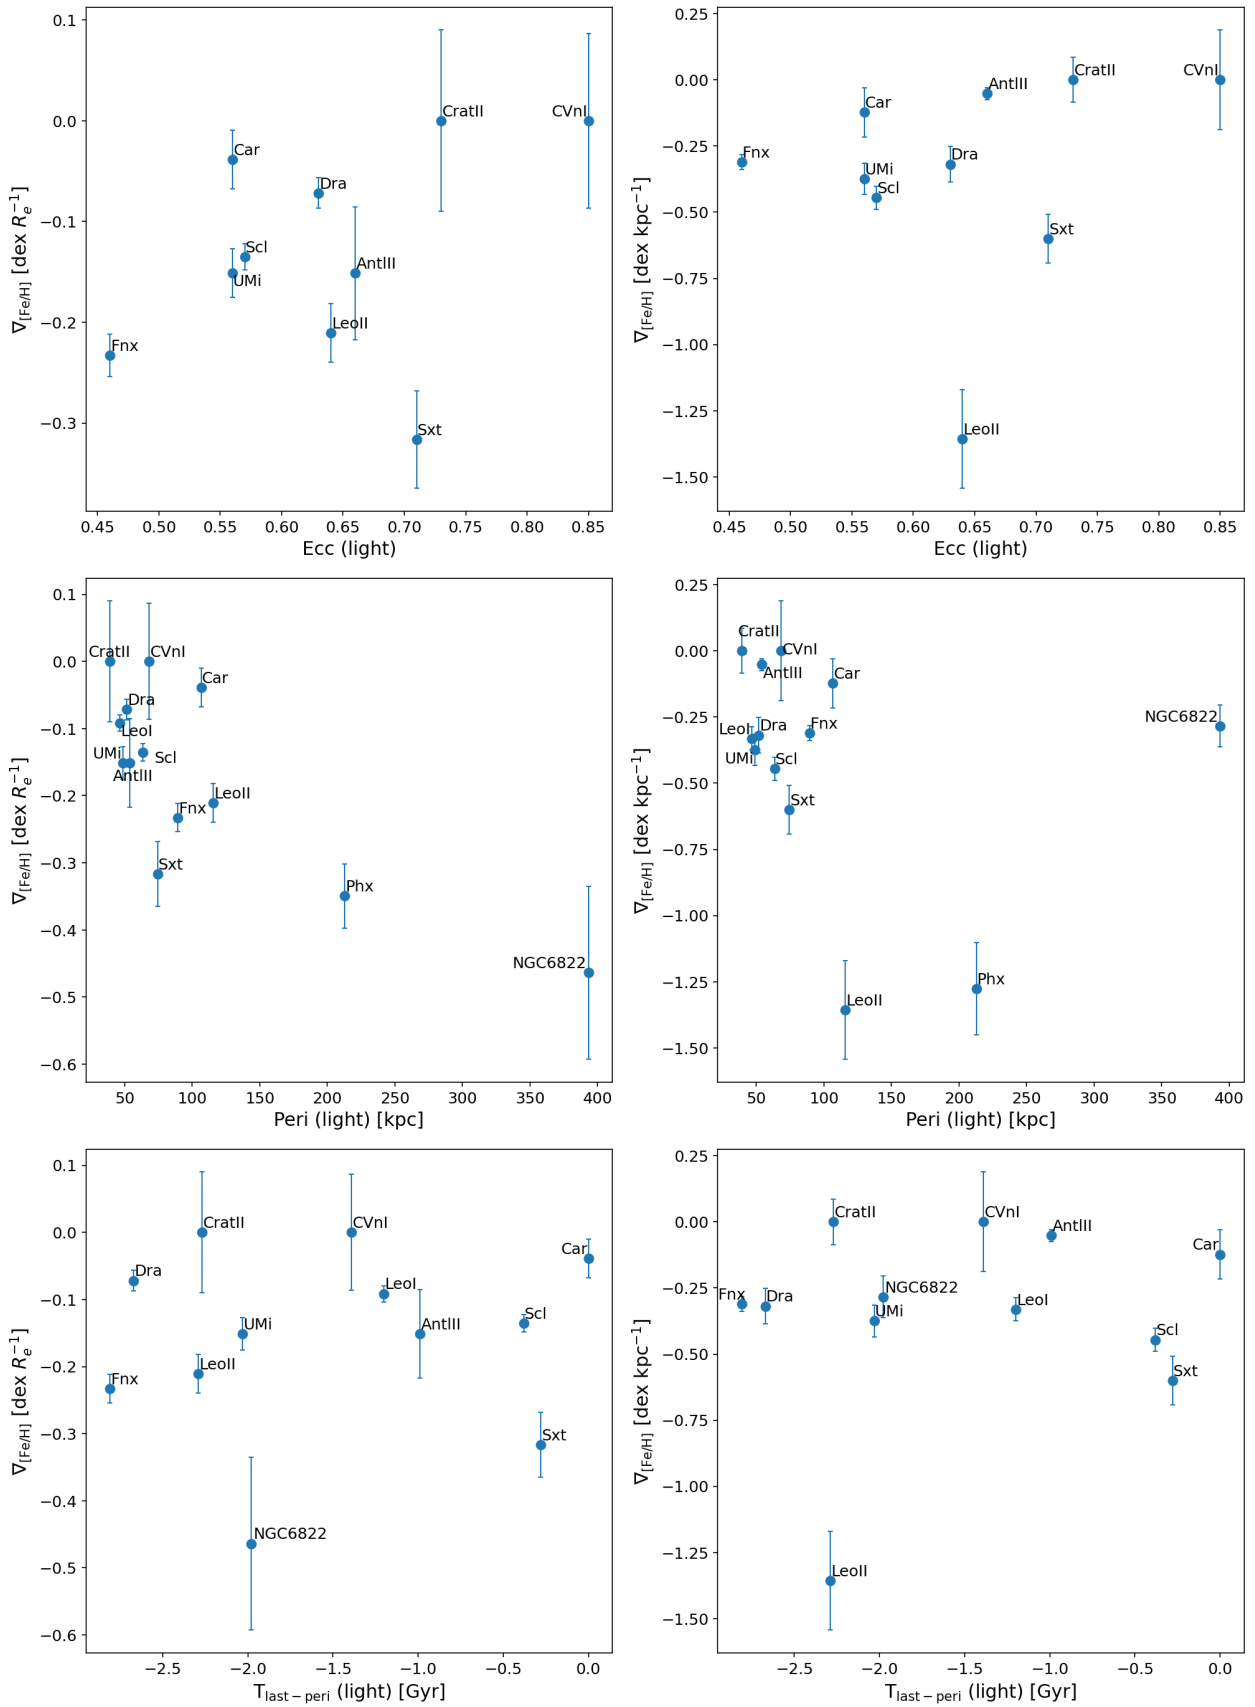 0.1
0.0
−0.1
−0.2
−0.3
∇[Fe/H] [dex R_e^−1]
CratII
CVnI
Car
Dra
Scl
UMi
AntIII
LeoII
Fnx
Sxt
0.45 0.50 0.55 0.60 0.65 0.70 0.75 0.80 0.85
Ecc (light)
0.25
0.00
−0.25
−0.50
−0.75
−1.00
−1.25
−1.50
∇[Fe/H] [dex kpc^−1]
CVnI
CratII
AntIII
Car
Fnx
Dra
UMi
Scl
Sxt
LeoII
0.45 0.50 0.55 0.60 0.65 0.70 0.75 0.80 0.85
Ecc (light)
0.1
0.0
−0.1
−0.2
−0.3
−0.4
−0.5
−0.6
∇[Fe/H] [dex R_e^−1]
CratII
CVnI
Car
Dra
LeoI
UMi
Scl
AntIII
LeoII
Fnx
Sxt
Phx
NGC6822
50 100 150 200 250 300 350 400
Peri (light) [kpc]
0.25
0.00
−0.25
−0.50
−0.75
−1.00
−1.25
−1.50
∇[Fe/H] [dex kpc^−1]
CratII
CVnI
AntIII
Car
NGC6822
LeoI
Dra
Fnx
UMi
Scl
Sxt
Phx
LeoII
50 100 150 200 250 300 350 400
Peri (light) [kpc]
0.1
0.0
−0.1
−0.2
−0.3
−0.4
−0.5
−0.6
∇[Fe/H] [dex R_e^−1]
CratII
CVnI
Car
Dra
LeoI
UMi
AntIII
Scl
LeoII
Fnx
Sxt
NGC6822
−2.5 −2.0 −1.5 −1.0 −0.5 0.0
T_last−peri (light) [Gyr]
0.25
0.00
−0.25
−0.50
−0.75
−1.00
−1.25
−1.50
∇[Fe/H] [dex kpc^−1]
CratII
CVnI
AntIII
Car
Fnx
Dra
NGC6822
UMi
LeoI
Scl
Sxt
LeoII
−2.5 −2.0 −1.5 −1.0 −0.5 0.0
T_last−peri (light) [Gyr]